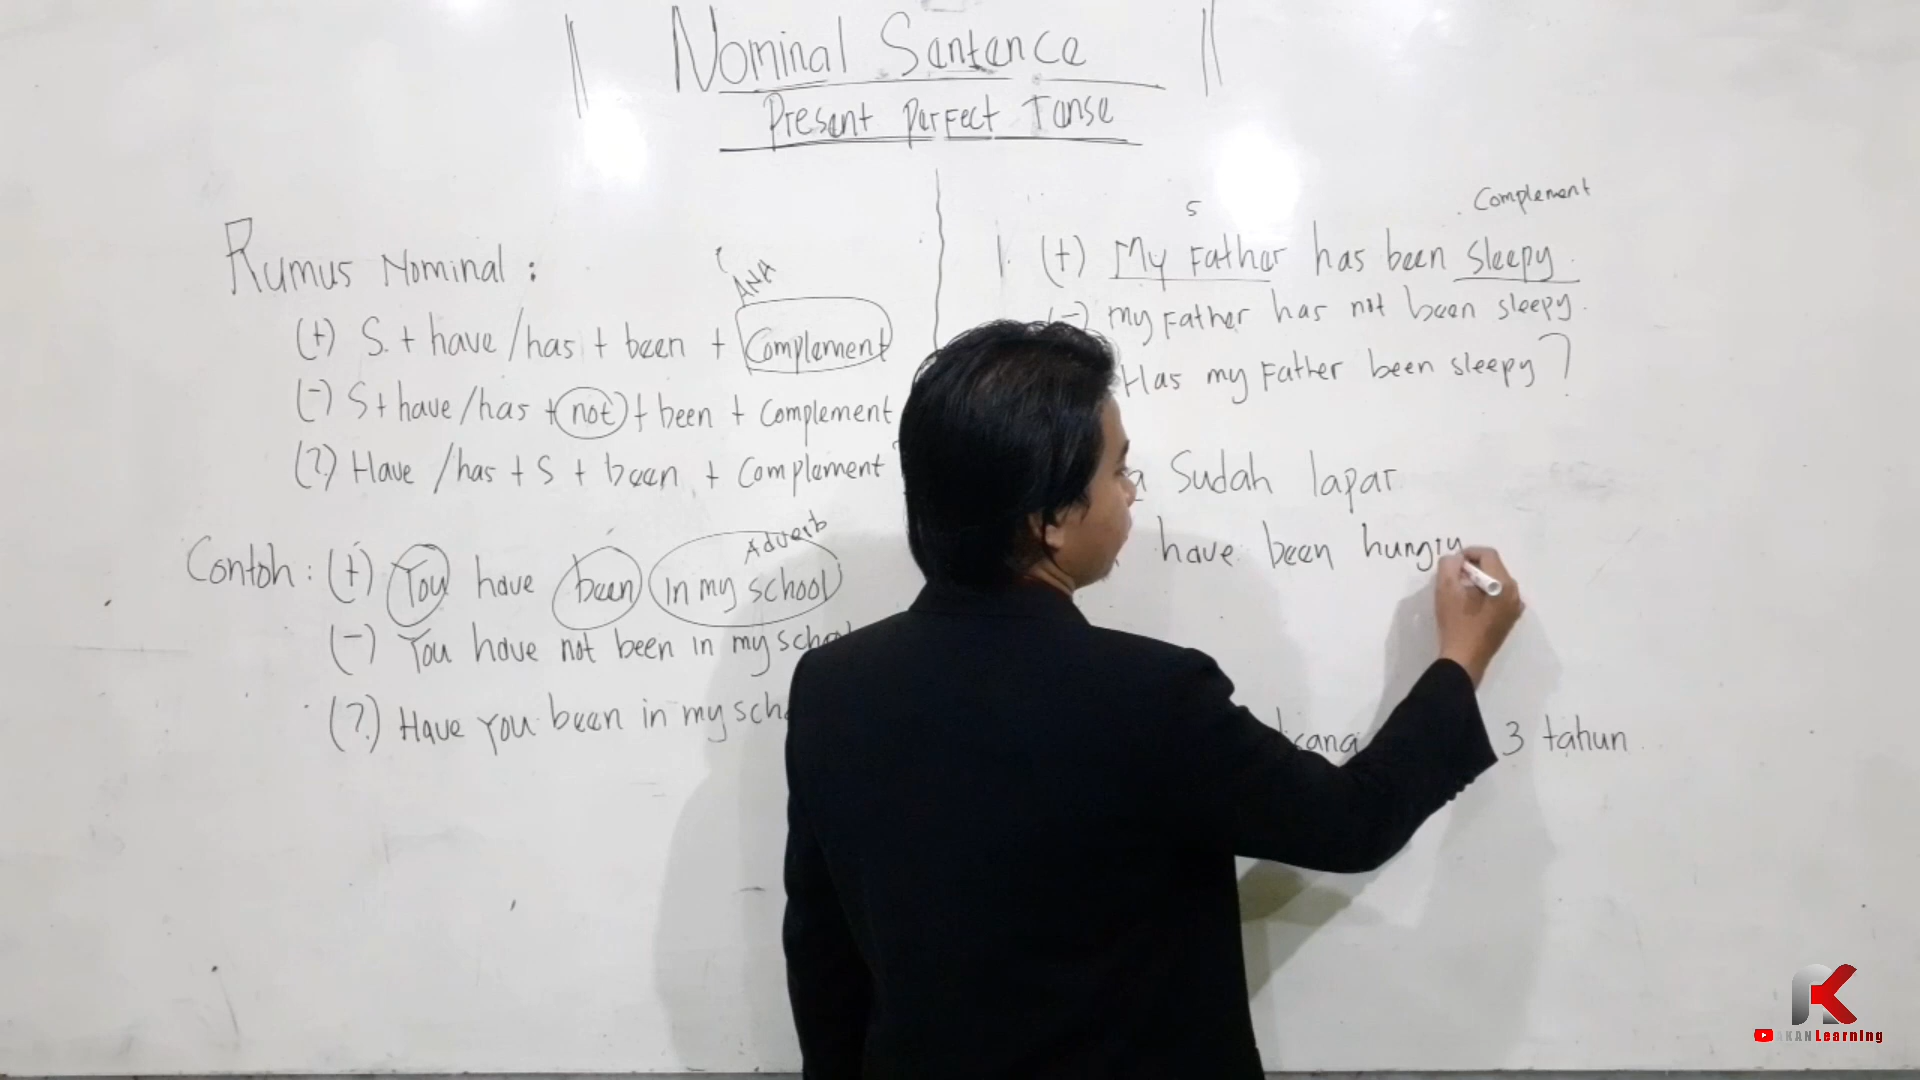 Nominal Sentence
Present Perfect Tense
Rumus Nominal :
ANA
(+) S. + have / has + been + Complement
(-) S + have / has + not + been + Complement
(?) Have / has + S + been + Complement
Adverb
Contoh : (+) You have been in my school
(-) You have not been in my school
(?) Have You been in my
S Complement
1. (+) My Father has been sleepy.
(-) my Father has not been sleepy.
Has my Father been sleepy?
Sudah lapar
have been hungry
3 tahun
Learning